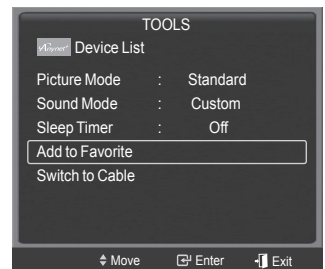 TOOLS
Anynet+ Device List
Picture Mode : Standard
Sound Mode : Custom
Sleep Timer : Off
Add to Favorite
Switch to Cable
Move Enter Exit